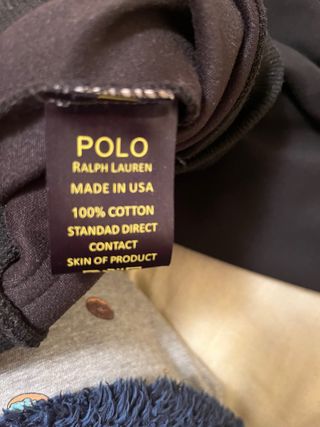 POLO
RALPH LAUREN
MADE IN USA
100% COTTON
STANDAD DIRECT
CONTACT
SKIN OF PRODUCT